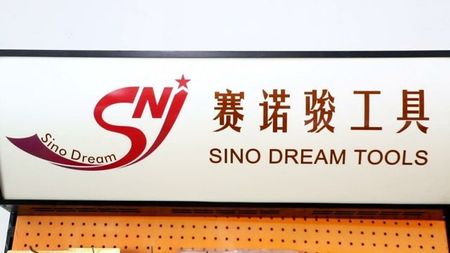 SNJ
Sino Dream
赛诺骏工具
SINO DREAM TOOLS